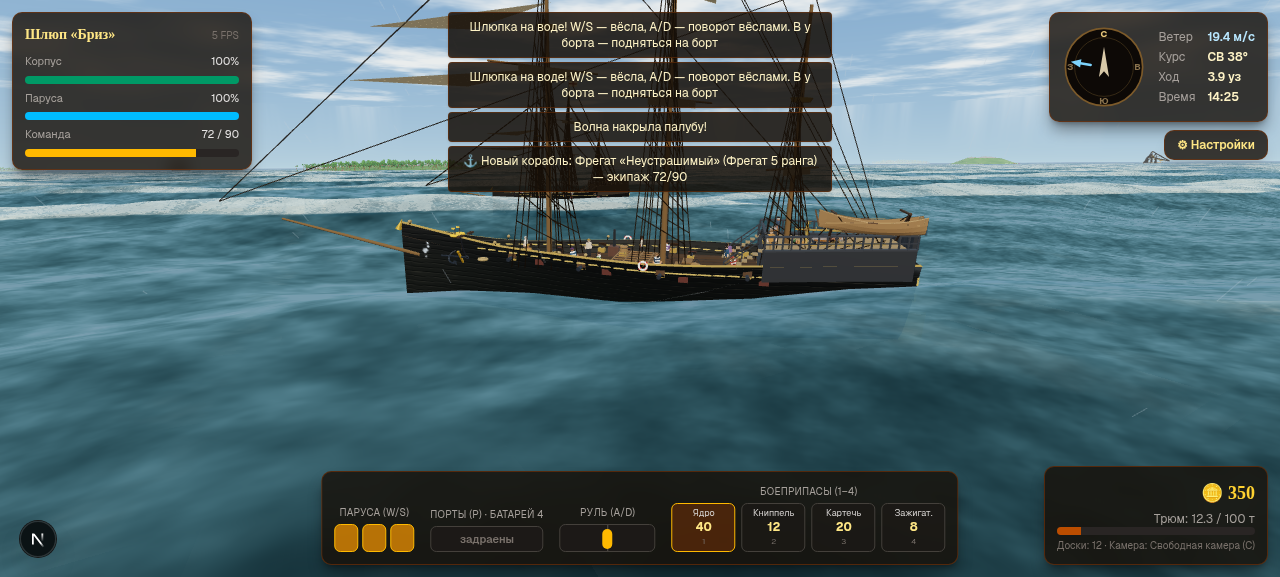 Шлюп «Бриз» 5 FPS
Корпус 100%
Паруса 100%
Команда 72 / 90
Шлюпка на воде! W/S — вёсла, A/D — поворот вёслами. В у
борта — подняться на борт
Шлюпка на воде! W/S — вёсла, A/D — поворот вёслами. В у
борта — подняться на борт
Волна накрыла палубу!
⚓ Новый корабль: Фрегат «Неустрашимый» (Фрегат 5 ранга)
— экипаж 72/90
С
З
В
Ю
Ветер 19.4 м/с
Курс СВ 38°
Ход 3.9 уз
Время 14:25
⚙ Настройки
ПАРУСА (W/S)
ПОРТЫ (P) · БАТАРЕЙ 4
задраены
РУЛЬ (A/D)
БОЕПРИПАСЫ (1–4)
Ядро
40
1
Книппель
12
2
Картечь
20
3
Зажигат.
8
4
350
Трюм: 12.3 / 100 т
Доски: 12 · Камера: Свободная камера (C)
N